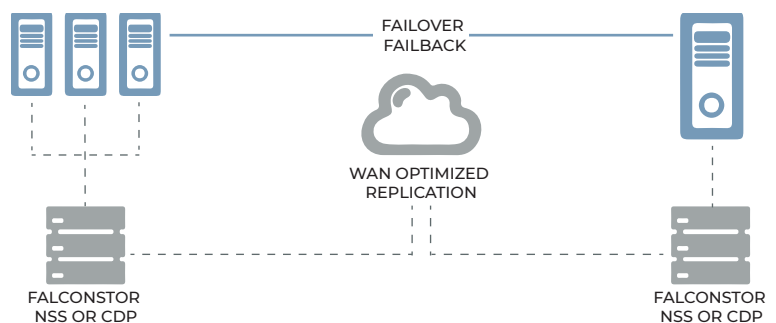 FAILOVER
FAILBACK
WAN OPTIMIZED
REPLICATION
FALCONSTOR
NSS OR CDP
FALCONSTOR
NSS OR CDP